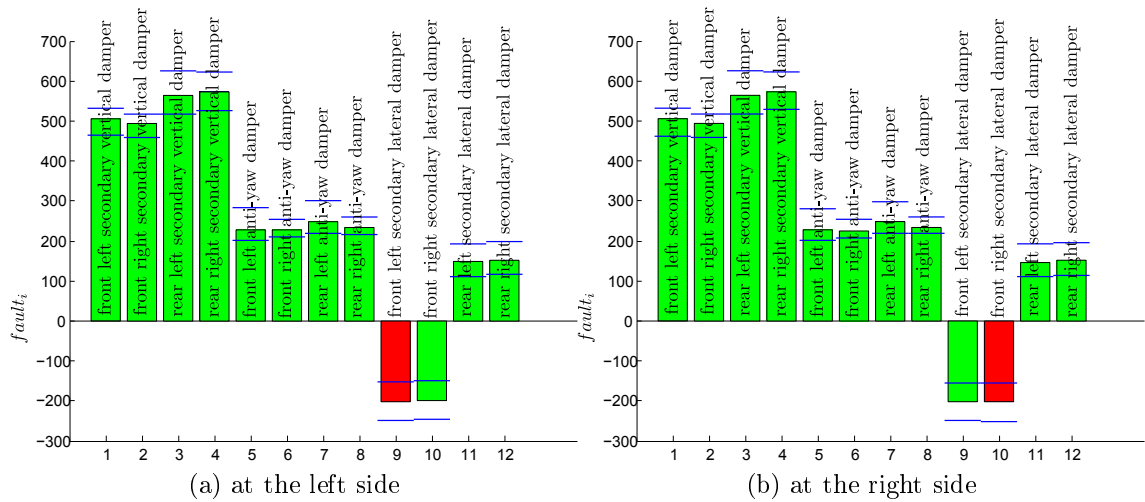 700
600
500
400
300
200
100
0
−100
−200
−300
fault_i
front left secondary vertical damper
front right secondary vertical damper
rear left secondary vertical damper
rear right secondary vertical damper
front left anti-yaw damper
front right anti-yaw damper
rear left anti-yaw damper
rear right anti-yaw damper
front left secondary lateral damper
front right secondary lateral damper
rear left secondary lateral damper
rear right secondary lateral damper
1 2 3 4 5 6 7 8 9 10 11 12
(a) at the left side
700
600
500
400
300
200
100
0
−100
−200
−300
fault_i
front left secondary vertical damper
front right secondary vertical damper
rear left secondary vertical damper
rear right secondary vertical damper
front left anti-yaw damper
front right anti-yaw damper
rear left anti-yaw damper
rear right anti-yaw damper
front left secondary lateral damper
front right secondary lateral damper
rear left secondary lateral damper
rear right secondary lateral damper
1 2 3 4 5 6 7 8 9 10 11 12
(b) at the right side